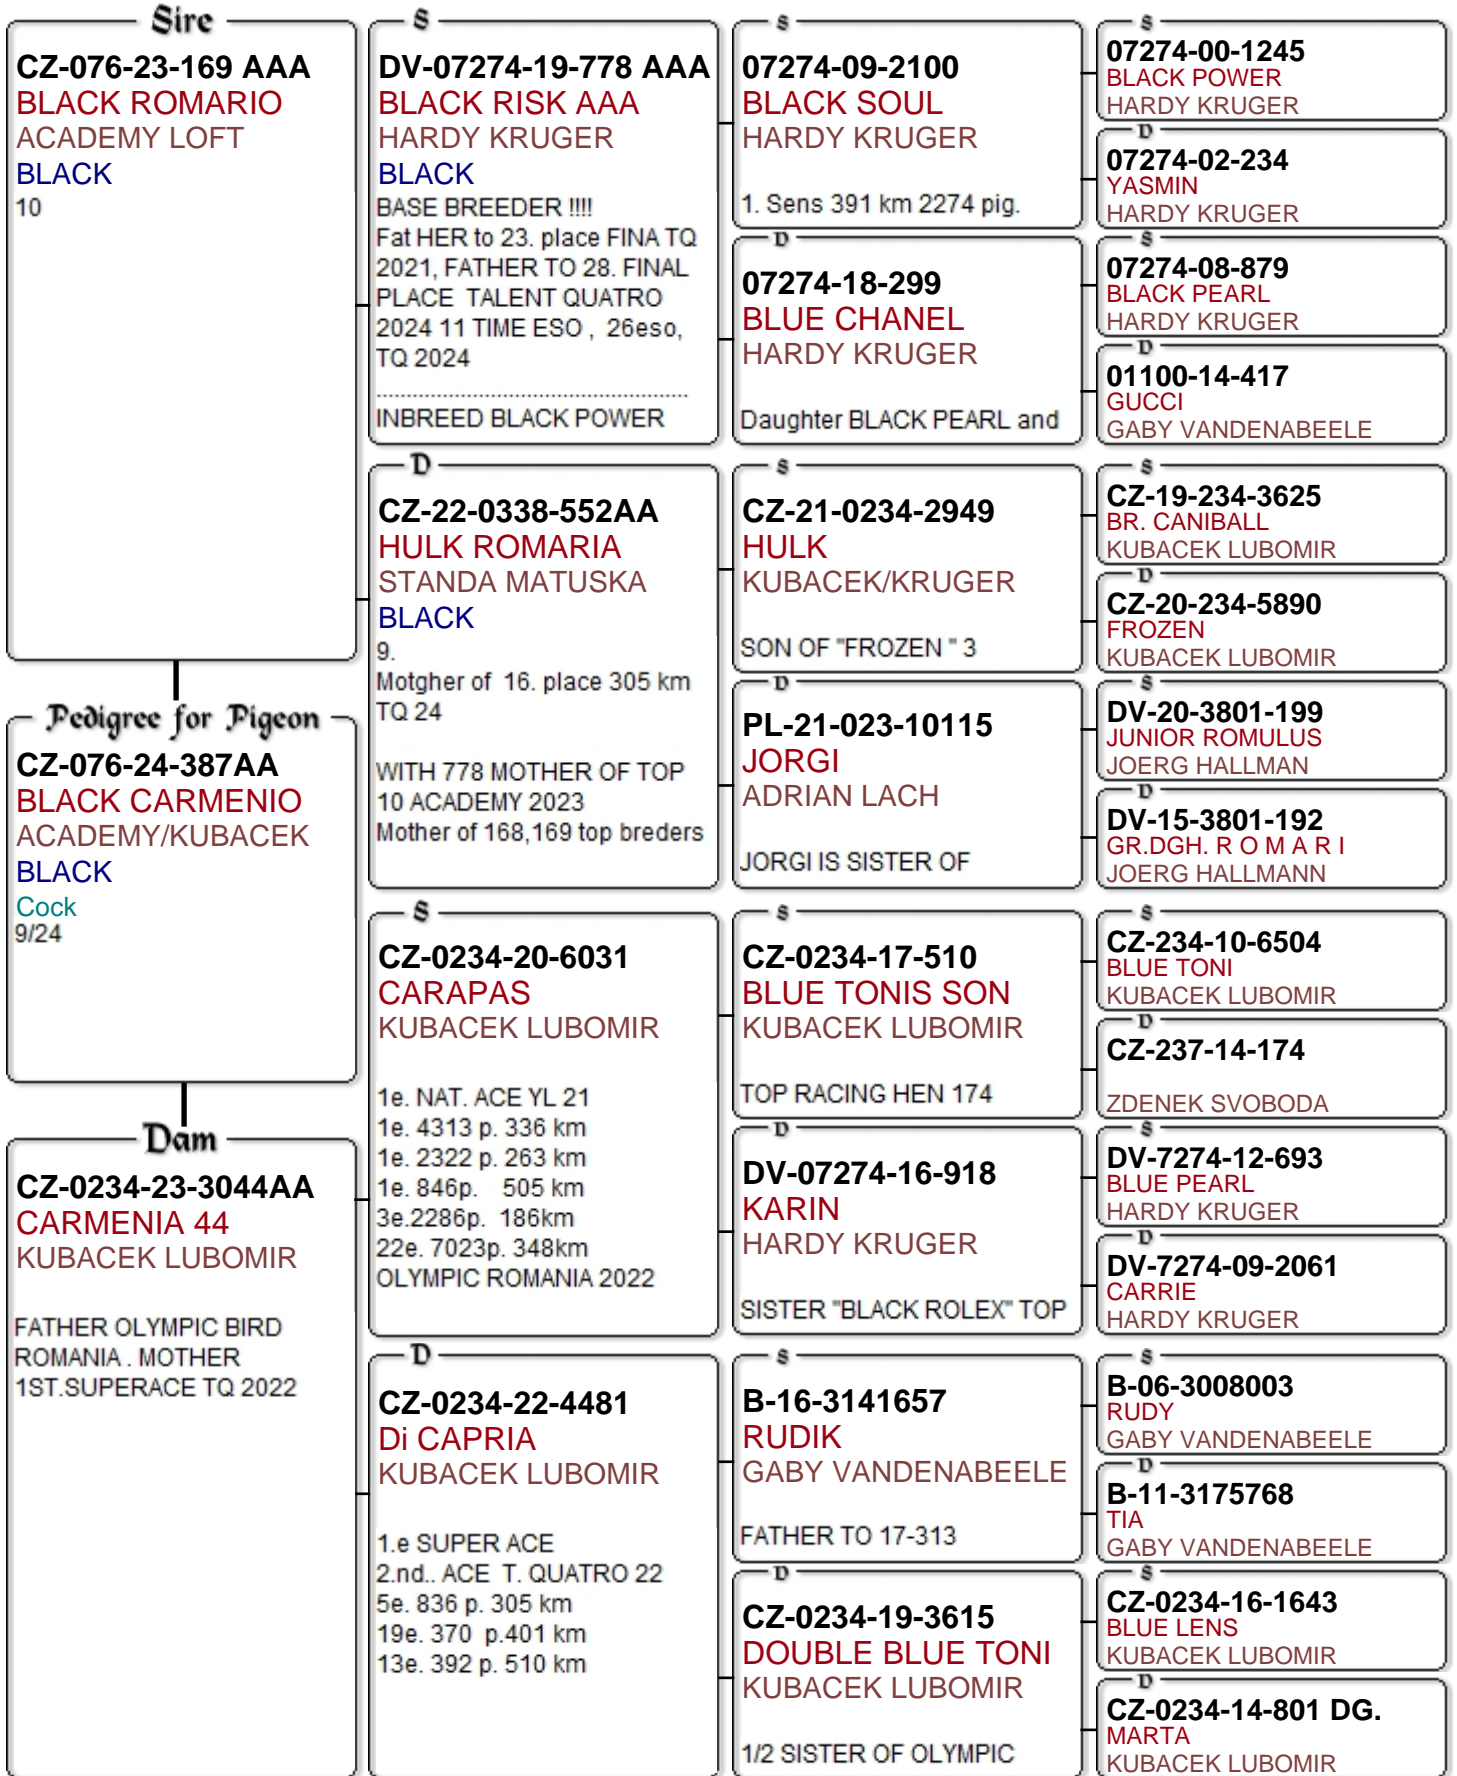 Sire
CZ-076-23-169 AAA
BLACK ROMARIO
ACADEMY LOFT
BLACK
10
Pedigree for Pigeon
CZ-076-24-387AA
BLACK CARMENIO
ACADEMY/KUBACEK
BLACK
Cock
9/24
Dam
CZ-0234-23-3044AA
CARMENIA 44
KUBACEK LUBOMIR
FATHER OLYMPIC BIRD
ROMANIA . MOTHER
1ST.SUPERACE TQ 2022
S
DV-07274-19-778 AAA
BLACK RISK AAA
HARDY KRUGER
BLACK
BASE BREEDER !!!!
Fat HER to 23. place FINA TQ
2021, FATHER TO 28. FINAL
PLACE TALENT QUATRO
2024 11 TIME ESO , 26eso,
TQ 2024
....................................................
INBREED BLACK POWER
D
CZ-22-0338-552AA
HULK ROMARIA
STANDA MATUSKA
BLACK
9.
Motgher of 16. place 305 km
TQ 24
WITH 778 MOTHER OF TOP
10 ACADEMY 2023
Mother of 168,169 top breders
S
CZ-0234-20-6031
CARAPAS
KUBACEK LUBOMIR
1e. NAT. ACE YL 21
1e. 4313 p. 336 km
1e. 2322 p. 263 km
1e. 846p. 505 km
3e.2286p. 186km
22e. 7023p. 348km
OLYMPIC ROMANIA 2022
D
CZ-0234-22-4481
Di CAPRIA
KUBACEK LUBOMIR
1.e SUPER ACE
2.nd.. ACE T. QUATRO 22
5e. 836 p. 305 km
19e. 370 p.401 km
13e. 392 p. 510 km
S
07274-09-2100
BLACK SOUL
HARDY KRUGER
1. Sens 391 km 2274 pig.
D
07274-18-299
BLUE CHANEL
HARDY KRUGER
Daughter BLACK PEARL and
S
CZ-21-0234-2949
HULK
KUBACEK/KRUGER
SON OF "FROZEN " 3
D
PL-21-023-10115
JORGI
ADRIAN LACH
JORGI IS SISTER OF
S
CZ-0234-17-510
BLUE TONIS SON
KUBACEK LUBOMIR
TOP RACING HEN 174
D
DV-07274-16-918
KARIN
HARDY KRUGER
SISTER "BLACK ROLEX" TOP
S
B-16-3141657
RUDIK
GABY VANDENABEELE
FATHER TO 17-313
D
CZ-0234-19-3615
DOUBLE BLUE TONI
KUBACEK LUBOMIR
1/2 SISTER OF OLYMPIC
S
07274-00-1245
BLACK POWER
HARDY KRUGER
D
07274-02-234
YASMIN
HARDY KRUGER
S
07274-08-879
BLACK PEARL
HARDY KRUGER
D
01100-14-417
GUCCI
GABY VANDENABEELE
S
CZ-19-234-3625
BR. CANIBALL
KUBACEK LUBOMIR
D
CZ-20-234-5890
FROZEN
KUBACEK LUBOMIR
S
DV-20-3801-199
JUNIOR ROMULUS
JOERG HALLMAN
D
DV-15-3801-192
GR.DGH. R O M A R I
JOERG HALLMANN
S
CZ-234-10-6504
BLUE TONI
KUBACEK LUBOMIR
D
CZ-237-14-174
ZDENEK SVOBODA
S
DV-7274-12-693
BLUE PEARL
HARDY KRUGER
D
DV-7274-09-2061
CARRIE
HARDY KRUGER
S
B-06-3008003
RUDY
GABY VANDENABEELE
D
B-11-3175768
TIA
GABY VANDENABEELE
S
CZ-0234-16-1643
BLUE LENS
KUBACEK LUBOMIR
D
CZ-0234-14-801 DG.
MARTA
KUBACEK LUBOMIR